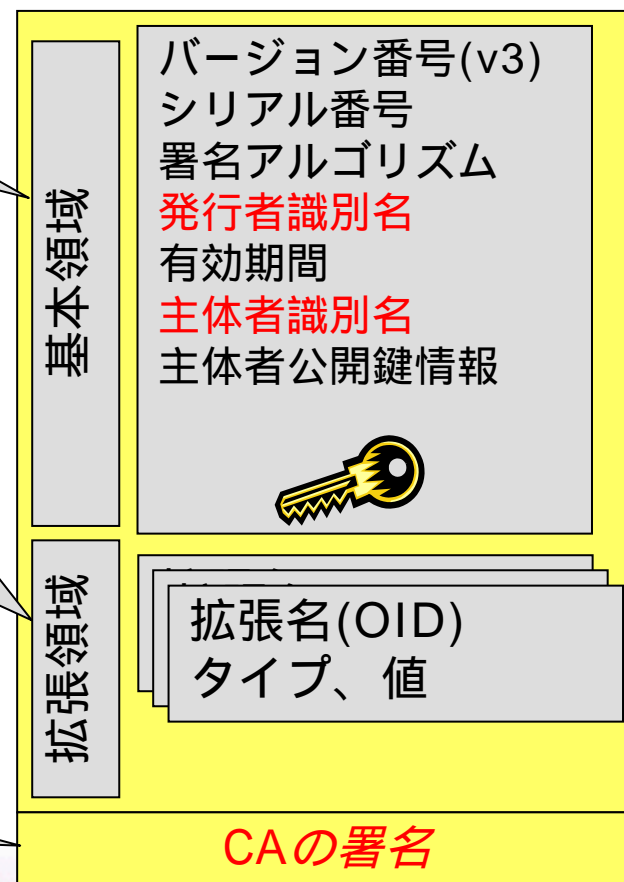 基本領域
バージョン番号(v3)
シリアル番号
署名アルゴリズム
発行者識別名
有効期間
主体者識別名
主体者公開鍵情報
拡張領域
拡張名(OID)
タイプ、値
CAの署名